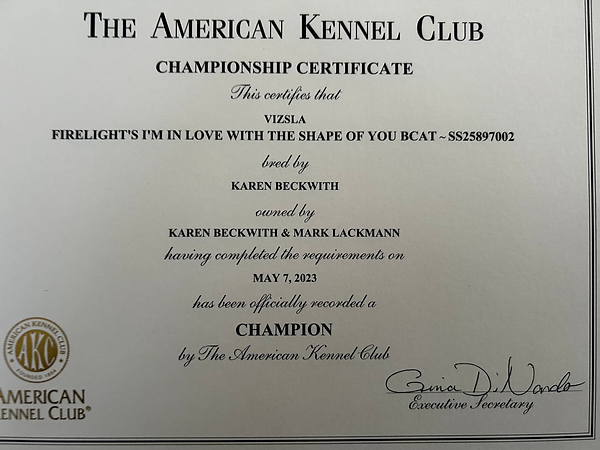 THE AMERICAN KENNEL CLUB
CHAMPIONSHIP CERTIFICATE
This certifies that
VIZSLA
FIRELIGHT'S I'M IN LOVE WITH THE SHAPE OF YOU BCAT ~ SS25897002
bred by
KAREN BECKWITH
owned by
KAREN BECKWITH & MARK LACKMANN
having completed the requirements on
MAY 7, 2023
has been officially recorded a
CHAMPION
by The American Kennel Club
AMERICAN KENNEL CLUB
AKC
FOUNDED 1884
AMERICAN
KENNEL CLUB®
Gina DiNardo
Executive Secretary